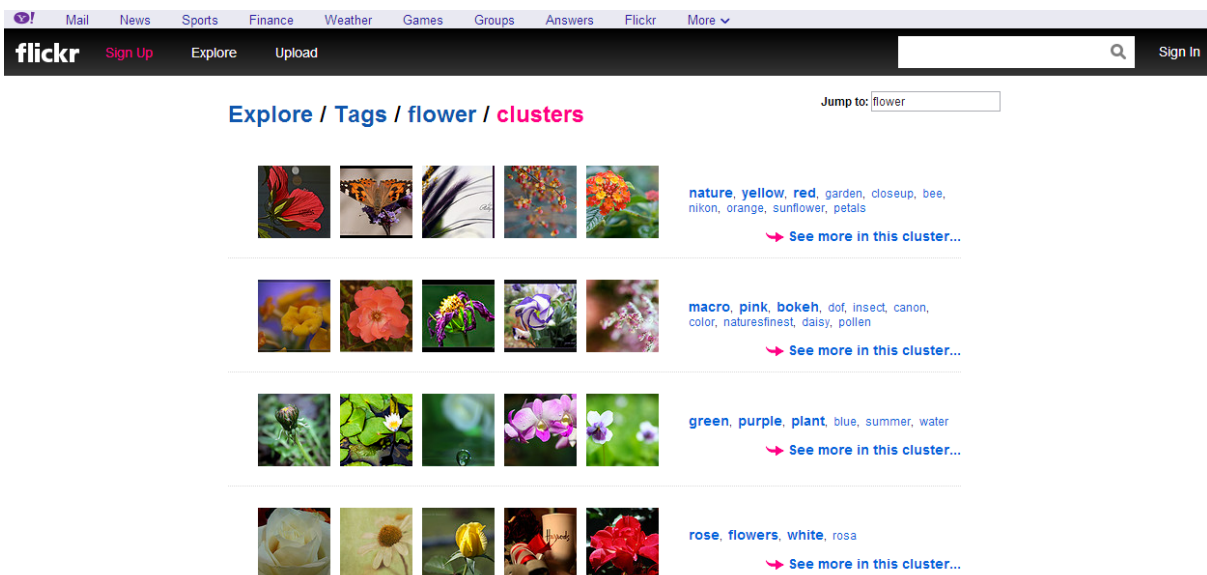 Y! Mail News Sports Finance Weather Games Groups Answers Flickr More
flickr Sign Up Explore Upload Sign In
Explore / Tags / flower / clusters
Jump to: flower
nature, yellow, red, garden, closeup, bee,
nikon, orange, sunflower, petals
See more in this cluster...
macro, pink, bokeh, dof, insect, canon,
color, naturesfinest, daisy, pollen
See more in this cluster...
green, purple, plant, blue, summer, water
See more in this cluster...
Harrods
rose, flowers, white, rosa
See more in this cluster...